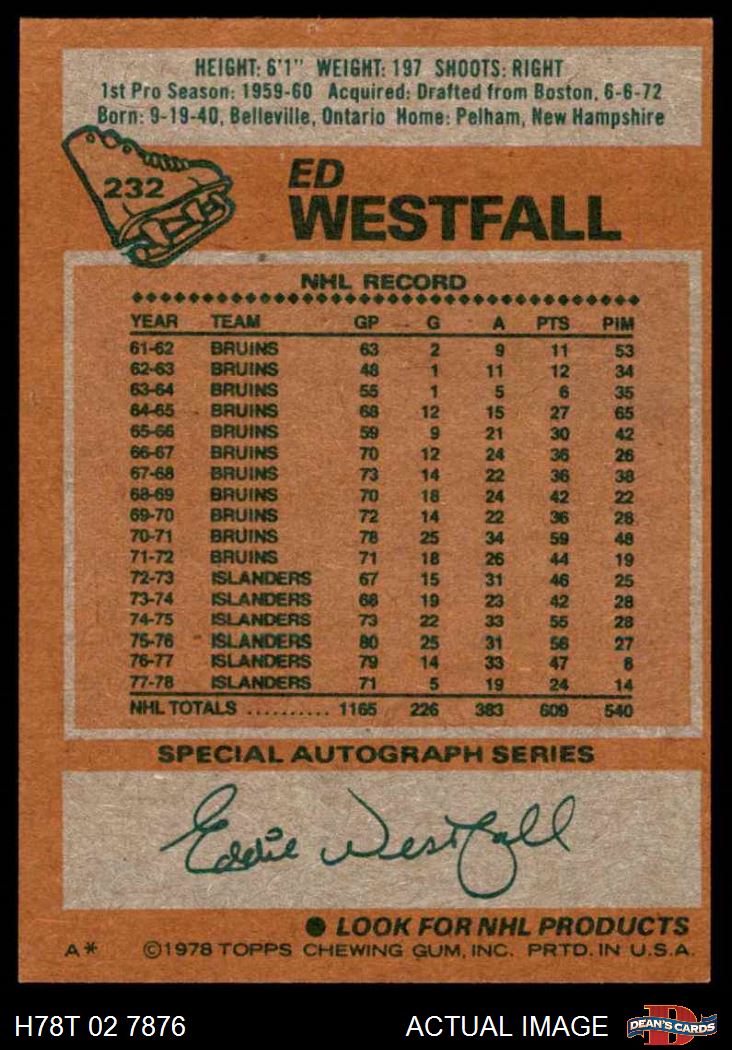 HEIGHT: 6'1" WEIGHT: 197 SHOOTS: RIGHT
1st Pro Season: 1959-60 Acquired: Drafted from Boston, 6-6-72
Born: 9-19-40, Belleville, Ontario Home: Pelham, New Hampshire
232
ED
WESTFALL
NHL RECORD
YEAR TEAM GP G A PTS PIM
61-62 BRUINS 63 2 9 11 53
62-63 BRUINS 48 1 11 12 34
63-64 BRUINS 55 1 5 6 35
64-65 BRUINS 68 12 15 27 65
65-66 BRUINS 59 9 21 30 42
66-67 BRUINS 70 12 24 36 26
67-68 BRUINS 73 14 22 36 38
68-69 BRUINS 70 18 24 42 22
69-70 BRUINS 72 14 22 36 28
70-71 BRUINS 78 25 34 59 48
71-72 BRUINS 71 18 26 44 19
72-73 ISLANDERS 67 15 31 46 25
73-74 ISLANDERS 68 19 23 42 28
74-75 ISLANDERS 73 22 33 55 28
75-76 ISLANDERS 80 25 31 56 27
76-77 ISLANDERS 79 14 33 47 8
77-78 ISLANDERS 71 5 19 24 14
NHL TOTALS .......... 1165 226 383 609 540
SPECIAL AUTOGRAPH SERIES
Eddie Westfall
● LOOK FOR NHL PRODUCTS
A* ©1978 TOPPS CHEWING GUM, INC. PRTD. IN U.S.A.
H78T 02 7876 ACTUAL IMAGE D DEAN'S CARDS